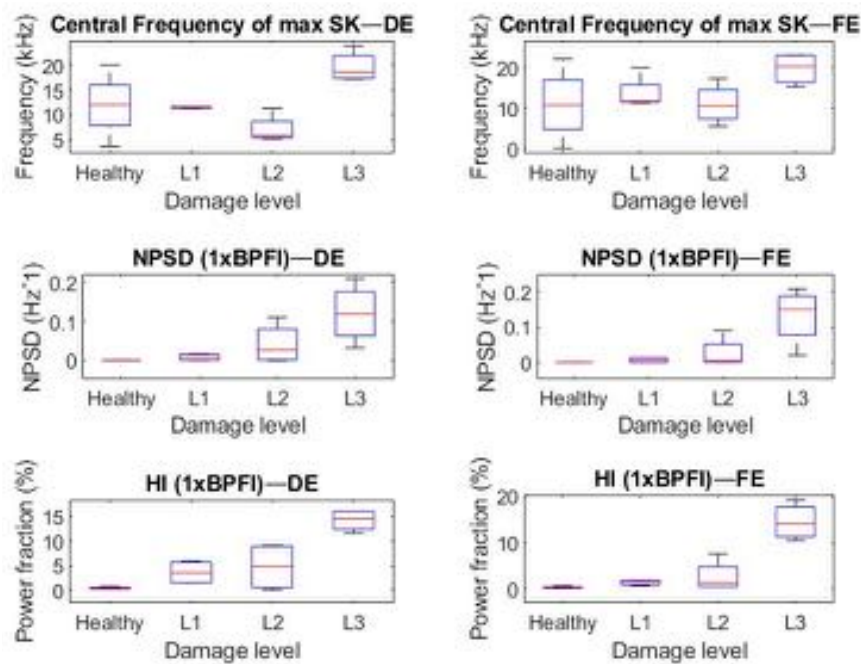 Central Frequency of max SK—DE
Frequency (kHz)
20
15
10
5
Healthy L1 L2 L3
Damage level
Central Frequency of max SK—FE
Frequency (kHz)
20
10
0
Healthy L1 L2 L3
Damage level
NPSD (1xBPFI)—DE
NPSD (Hzˆ1)
0.2
0.1
0
Healthy L1 L2 L3
Damage level
NPSD (1xBPFI)—FE
NPSD (Hzˆ1)
0.2
0.1
0
Healthy L1 L2 L3
Damage level
HI (1xBPFI)—DE
Power fraction (%)
15
10
5
0
Healthy L1 L2 L3
Damage level
HI (1xBPFI)—FE
Power fraction (%)
20
10
0
Healthy L1 L2 L3
Damage level